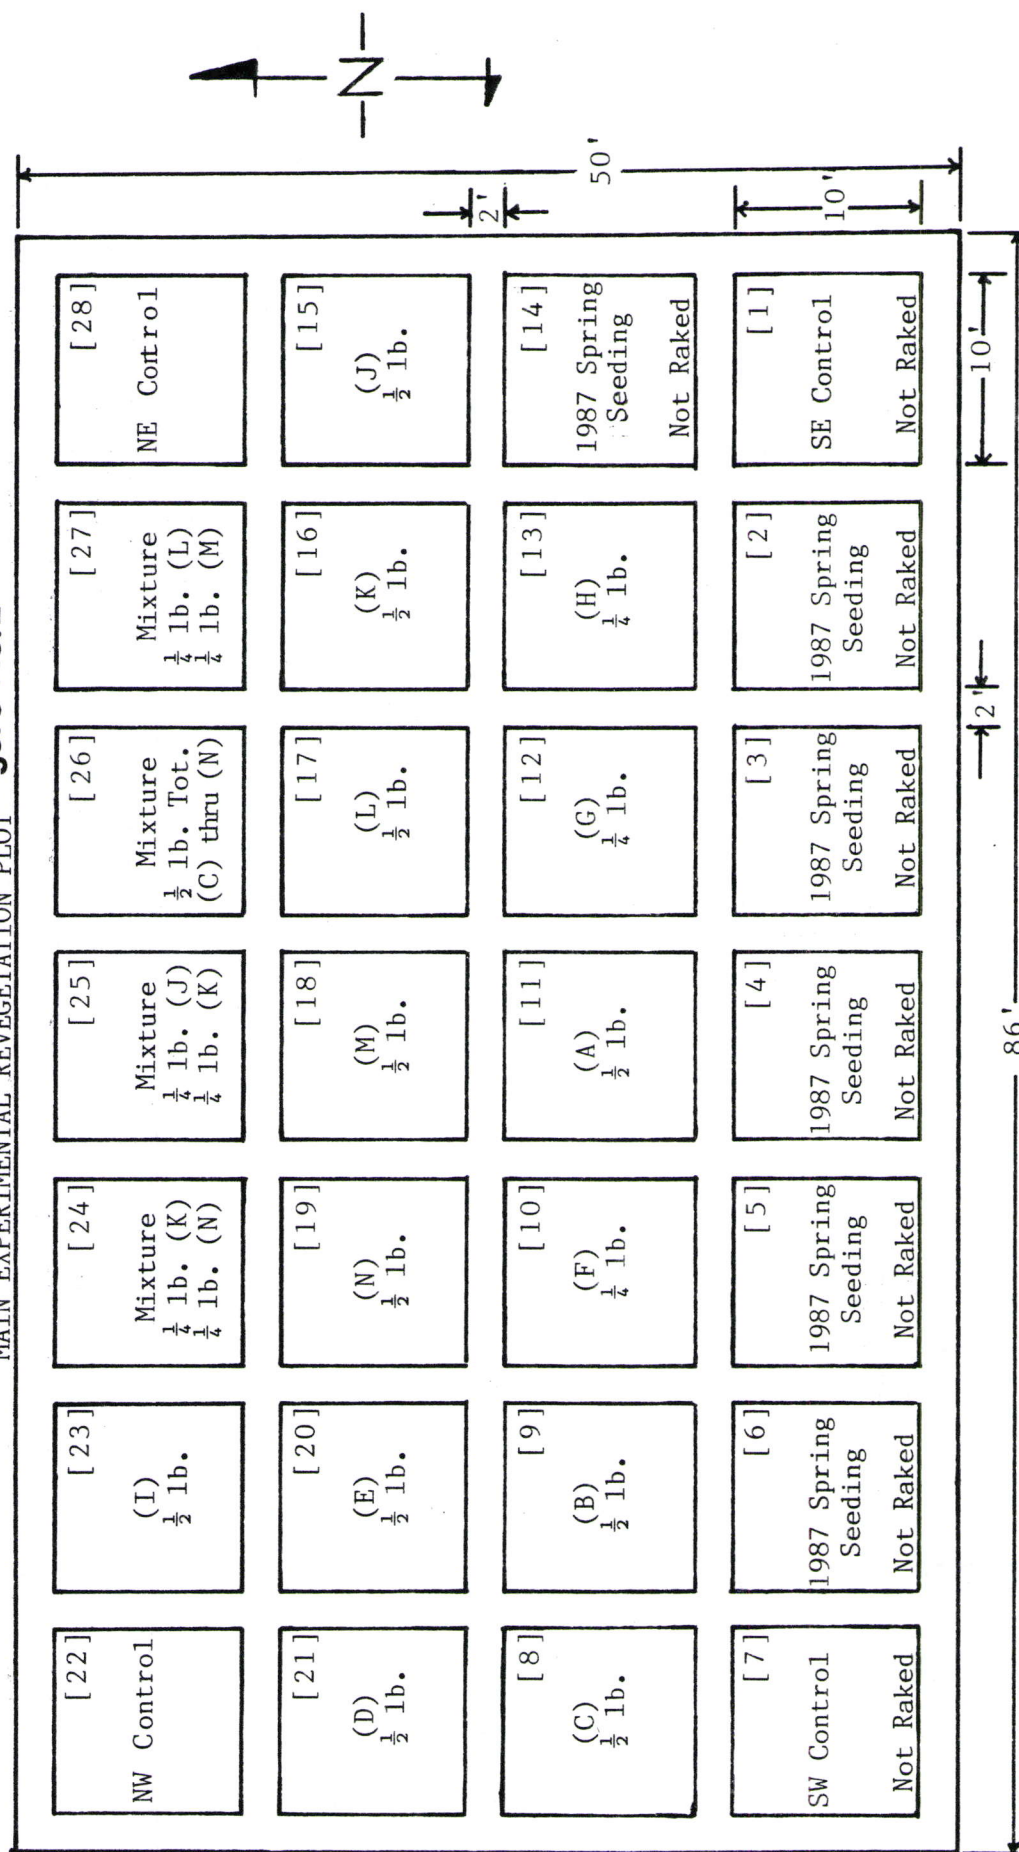 MAIN EXPERIMENTAL REVEGETATION PLOT
[22]
NW Control
[23]
(I)
½ lb.
[24]
Mixture
¼ lb. (K)
¼ lb. (N)
[25]
Mixture
¼ lb. (J)
¼ lb. (K)
[26]
Mixture
½ lb. Tot.
(C) thru (N)
[27]
Mixture
¼ lb. (L)
¼ lb. (M)
[28]
NE Control
[21]
(D)
½ lb.
[20]
(E)
½ lb.
[19]
(N)
½ lb.
[18]
(M)
½ lb.
[17]
(L)
½ lb.
[16]
(K)
½ lb.
[15]
(J)
½ lb.
[8]
(C)
½ lb.
[9]
(B)
½ lb.
[10]
(F)
¼ lb.
[11]
(A)
½ lb.
[12]
(G)
¼ lb.
[13]
(H)
¼ lb.
[14]
1987 Spring
Seeding
Not Raked
[7]
SW Control
Not Raked
[6]
1987 Spring
Seeding
Not Raked
[5]
1987 Spring
Seeding
Not Raked
[4]
1987 Spring
Seeding
Not Raked
[3]
1987 Spring
Seeding
Not Raked
[2]
1987 Spring
Seeding
Not Raked
[1]
SE Control
Not Raked
N
2'
50'
10'
2'
10'
86'